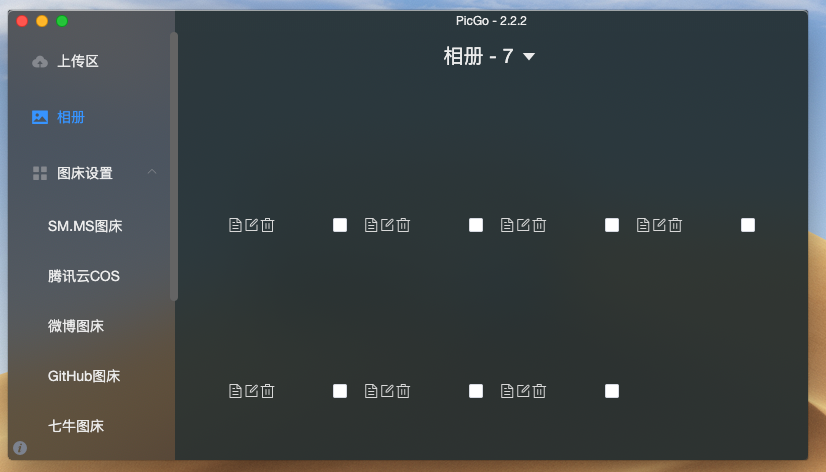 PicGo - 2.2.2
相册 - 7
上传区
相册
图床设置
SM.MS图床
腾讯云COS
微博图床
GitHub图床
七牛图床